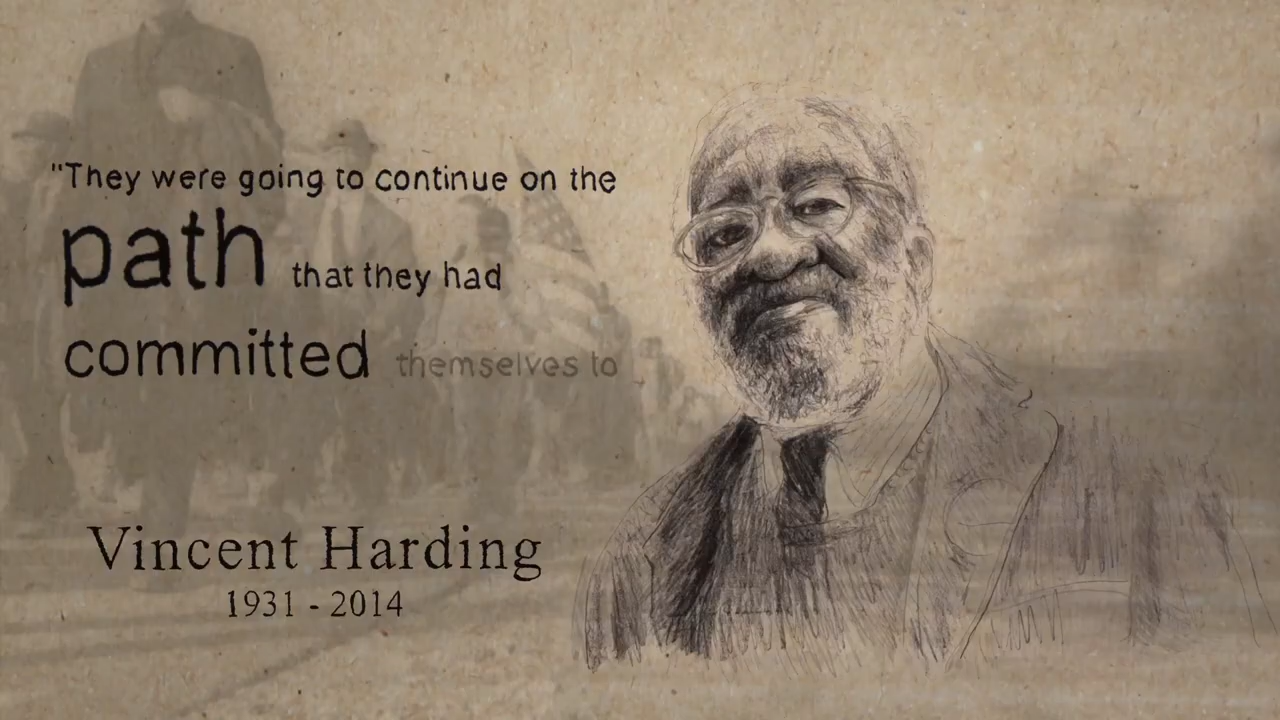 "They were going to continue on the
path that they had
committed themselves to
Vincent Harding
1931 - 2014